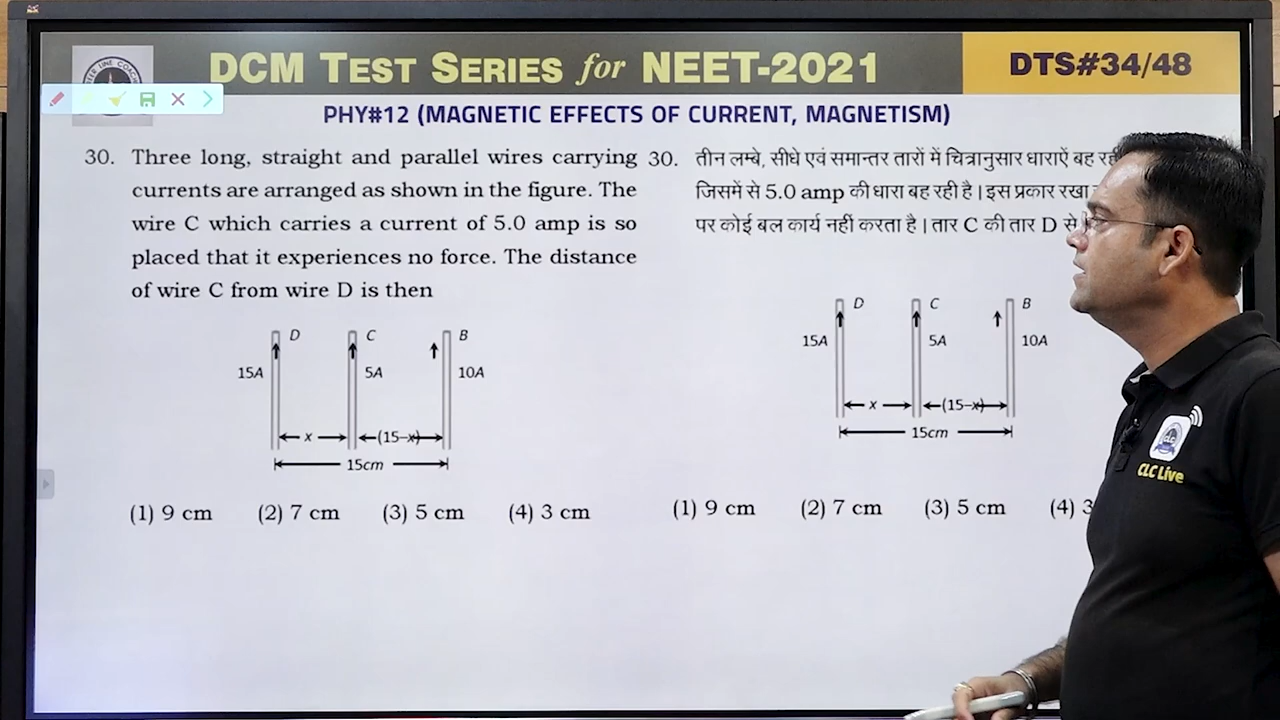 DCM TEST SERIES for NEET-2021
DTS#34/48
PHY#12 (MAGNETIC EFFECTS OF CURRENT, MAGNETISM)
30. Three long, straight and parallel wires carrying
currents are arranged as shown in the figure. The
wire C which carries a current of 5.0 amp is so
placed that it experiences no force. The distance
of wire C from wire D is then
D C B
15A 5A 10A
x (15–x)
15cm
(1) 9 cm (2) 7 cm (3) 5 cm (4) 3 cm
30. तीन लम्बे, सीधे एवं समान्तर तारों में चित्रानुसार धाराऐं बह
जिसमें से 5.0 amp की धारा बह रही है। इस प्रकार रखा
पर कोई बल कार्य नहीं करता है। तार C की तार D से
D C B
15A 5A 10A
x (15–x)
15cm
(1) 9 cm (2) 7 cm (3) 5 cm (4) 3
CLC
CLC Live